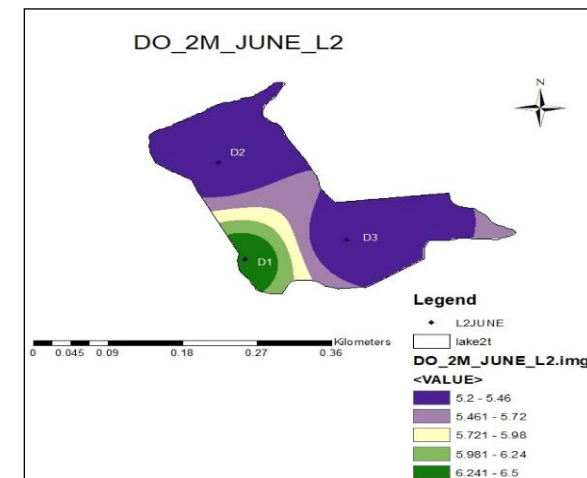 DO_2M_JUNE_L2
N
D2
D3
D1
Legend
L2JUNE
lake2t
DO_2M_JUNE_L2.img
<VALUE>
5.2 - 5.46
5.461 - 5.72
5.721 - 5.98
5.981 - 6.24
6.241 - 6.5
Kilometers
0 0.045 0.09 0.18 0.27 0.36